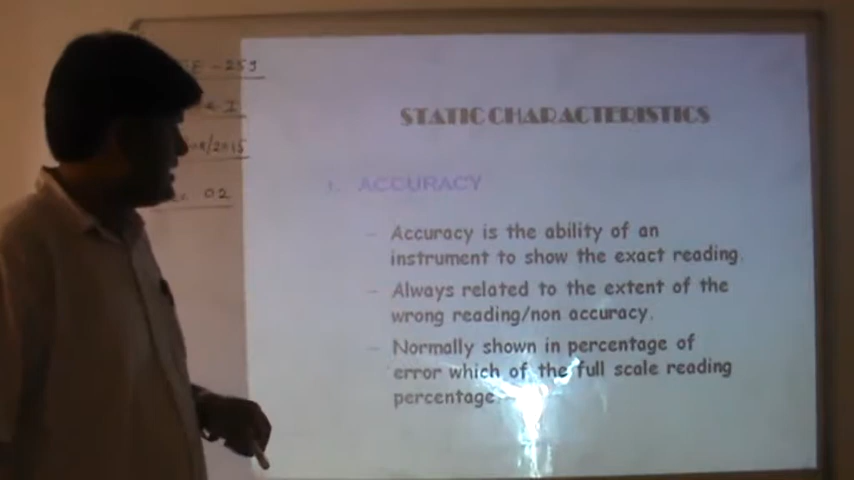 - 259
& I
/2015
02
STATIC CHARACTERISTICS
1. ACCURACY
– Accuracy is the ability of an
instrument to show the exact reading.
– Always related to the extent of the
wrong reading/non accuracy.
– Normally shown in percentage of
error which of the full scale reading
percentage.